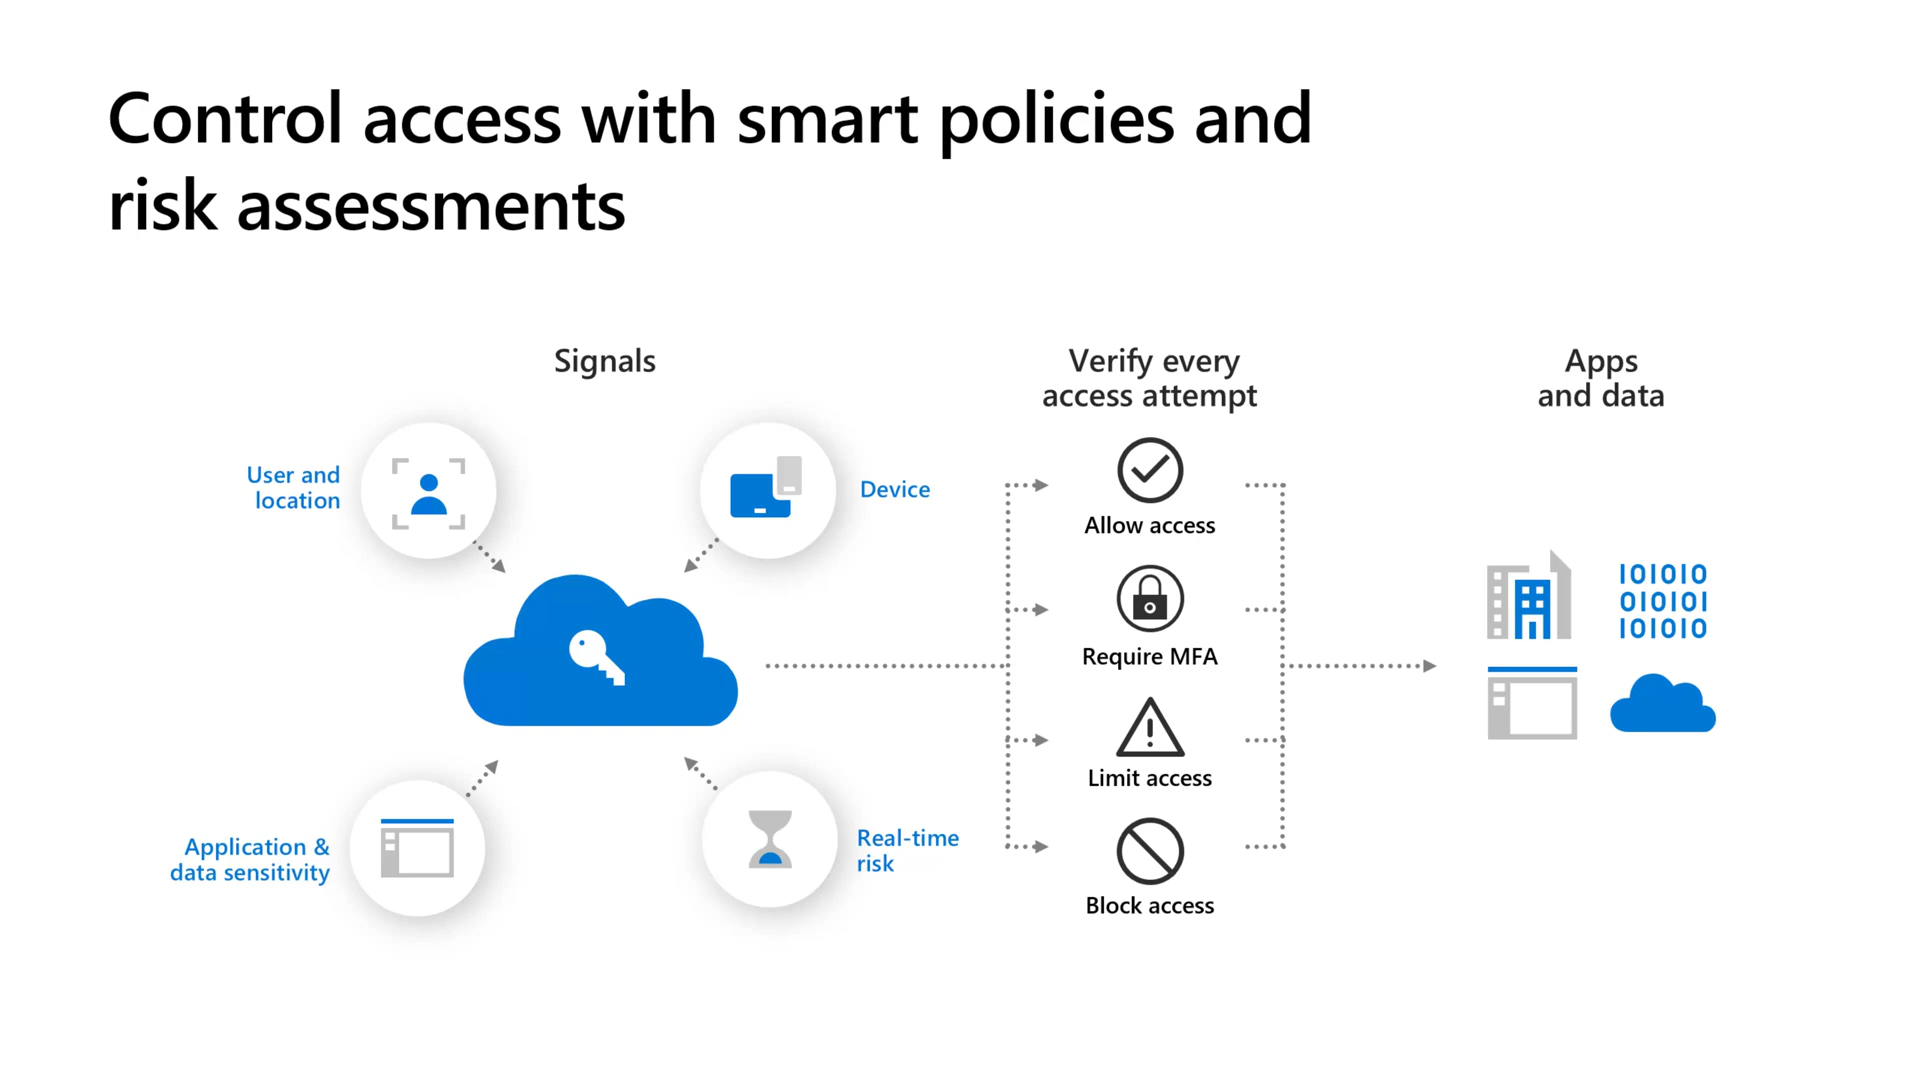 Control access with smart policies and
risk assessments
Signals
User and
location
Device
Application &
data sensitivity
Real-time
risk
Verify every
access attempt
Allow access
Require MFA
Limit access
Block access
Apps
and data
101010
010101
101010